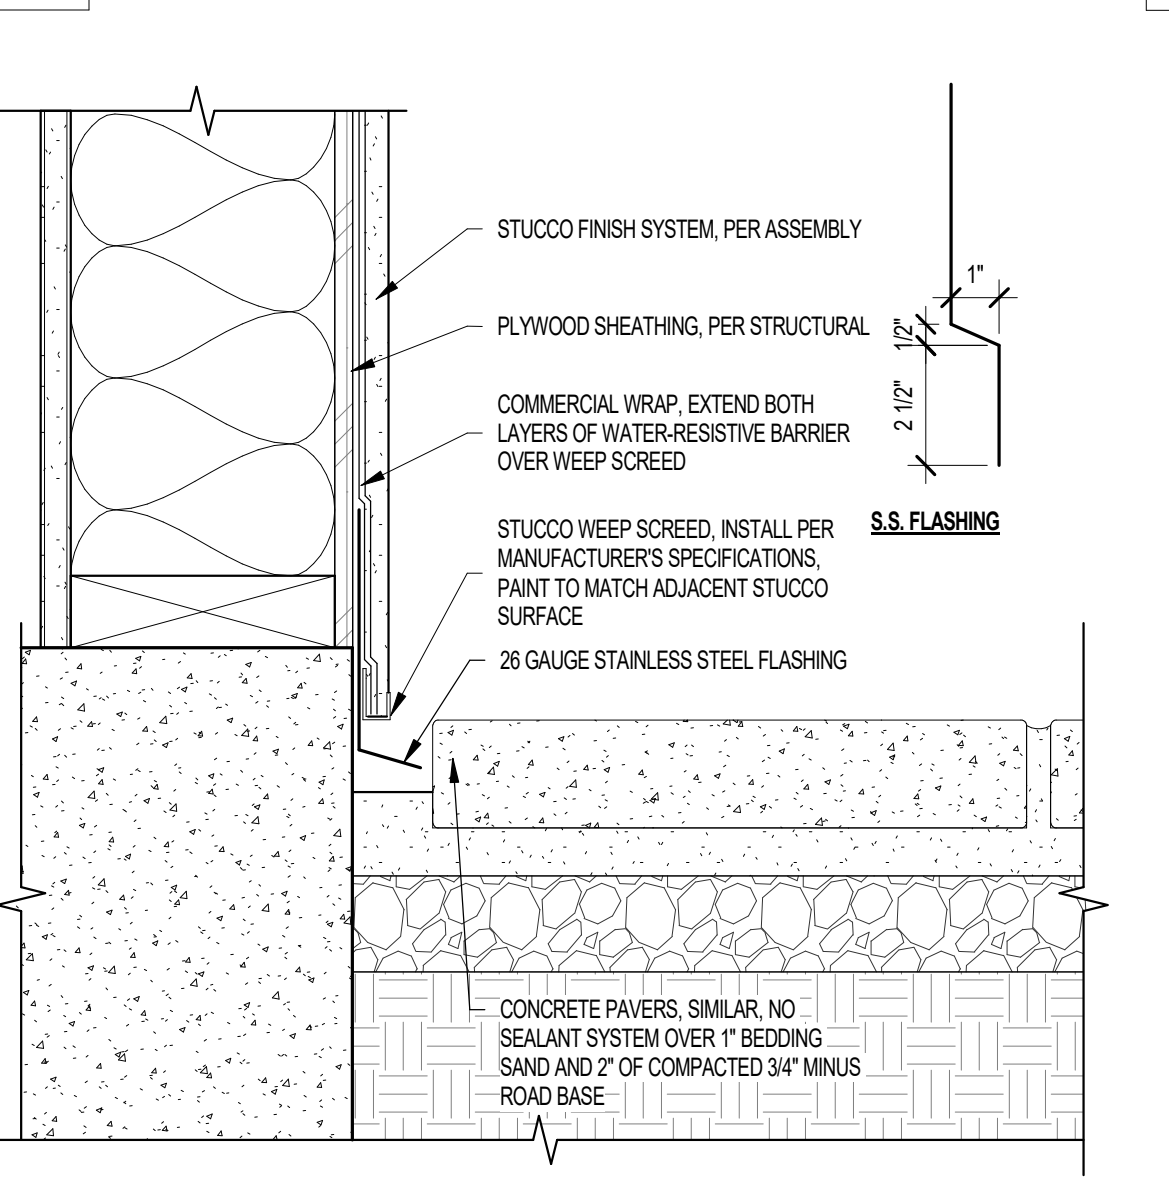 STUCCO FINISH SYSTEM, PER ASSEMBLY
PLYWOOD SHEATHING, PER STRUCTURAL
COMMERCIAL WRAP, EXTEND BOTH
LAYERS OF WATER-RESISTIVE BARRIER
OVER WEEP SCREED
STUCCO WEEP SCREED, INSTALL PER
MANUFACTURER'S SPECIFICATIONS,
PAINT TO MATCH ADJACENT STUCCO
SURFACE
26 GAUGE STAINLESS STEEL FLASHING
1"
1/2"
2 1/2"
S.S. FLASHING
CONCRETE PAVERS, SIMILAR, NO
SEALANT SYSTEM OVER 1" BEDDING
SAND AND 2" OF COMPACTED 3/4" MINUS
ROAD BASE